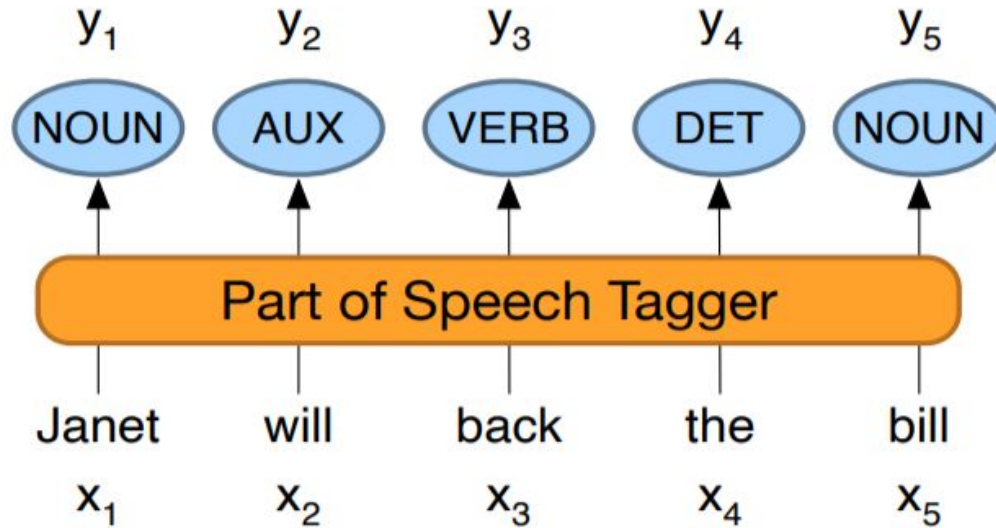 y₁ y₂ y₃ y₄ y₅
NOUN AUX VERB DET NOUN
Part of Speech Tagger
Janet will back the bill
x₁ x₂ x₃ x₄ x₅